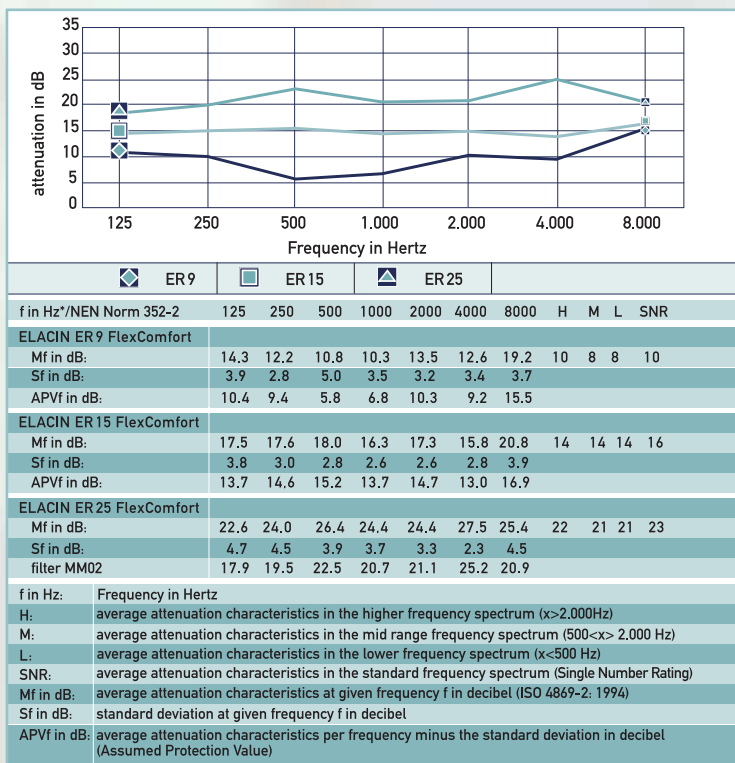 35
30
25
20
15
10
5
0
attenuation in dB
125 250 500 1.000 2.000 4.000 8.000
Frequency in Hertz
ER9 ER15 ER25
f in Hz*/NEN Norm 352-2 125 250 500 1000 2000 4000 8000 H M L SNR
ELACIN ER9 FlexComfort
Mf in dB: 14.3 12.2 10.8 10.3 13.5 12.6 19.2 10 8 8 10
Sf in dB: 3.9 2.8 5.0 3.5 3.2 3.4 3.7
APVf in dB: 10.4 9.4 5.8 6.8 10.3 9.2 15.5
ELACIN ER15 FlexComfort
Mf in dB: 17.5 17.6 18.0 16.3 17.3 15.8 20.8 14 14 14 16
Sf in dB: 3.8 3.0 2.8 2.6 2.6 2.8 3.9
APVf in dB: 13.7 14.6 15.2 13.7 14.7 13.0 16.9
ELACIN ER25 FlexComfort
Mf in dB: 22.6 24.0 26.4 24.4 24.4 27.5 25.4 22 21 21 23
Sf in dB: 4.7 4.5 3.9 3.7 3.3 2.3 4.5
filter MM02 17.9 19.5 22.5 20.7 21.1 25.2 20.9
f in Hz: Frequency in Hertz
H: average attenuation characteristics in the higher frequency spectrum (x>2.000Hz)
M: average attenuation characteristics in the mid range frequency spectrum (500<x> 2.000 Hz)
L: average attenuation characteristics in the lower frequency spectrum (x<500 Hz)
SNR: average attenuation characteristics in the standard frequency spectrum (Single Number Rating)
Mf in dB: average attenuation characteristics at given frequency f in decibel (ISO 4869-2: 1994)
Sf in dB: standard deviation at given frequency f in decibel
APVf in dB: average attenuation characteristics per frequency minus the standard deviation in decibel
(Assumed Protection Value)